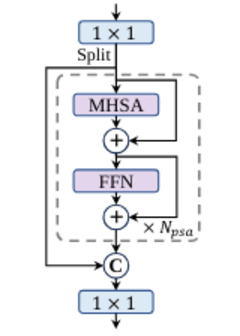 1 × 1
Split
MHSA
+
FFN
+
× N_psa
C
1 × 1